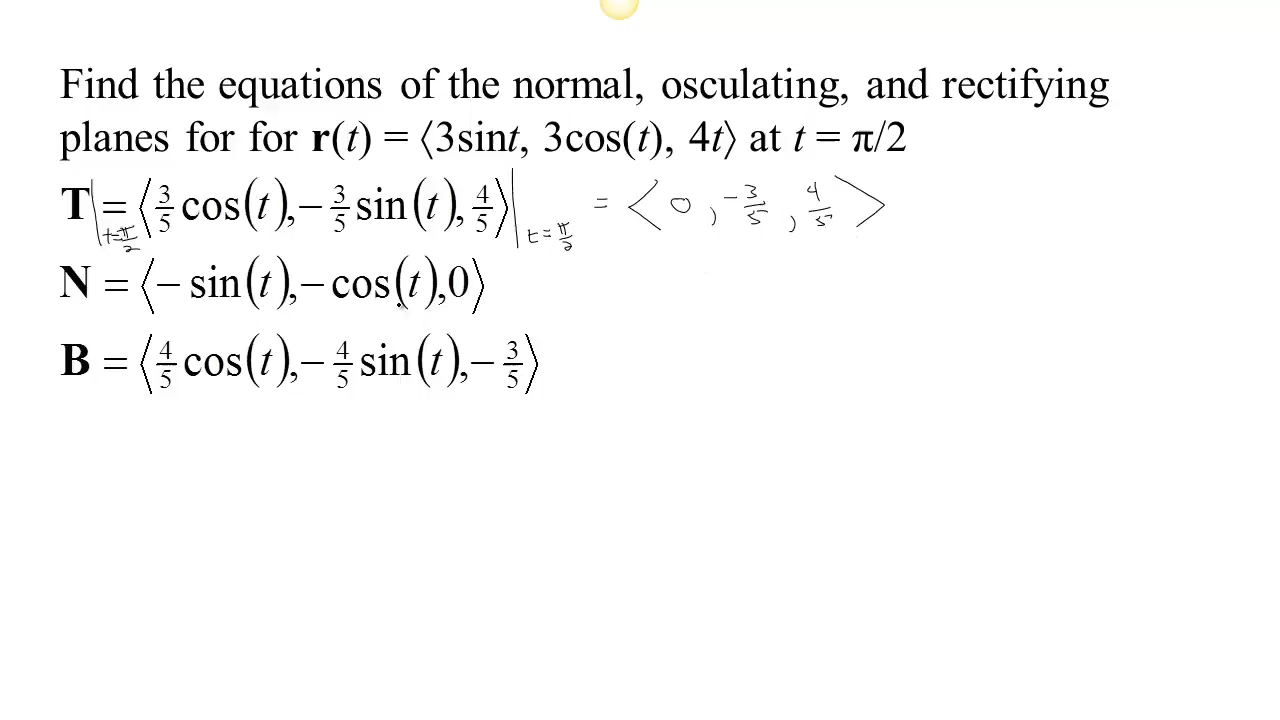 Find the equations of the normal, osculating, and rectifying
planes for for r(t) = ⟨3sint, 3cos(t), 4t⟩ at t = π/2
T|t=π/2 = ⟨3/5 cos(t), −3/5 sin(t), 4/5⟩|t=π/2 = ⟨0, −3/5, 4/5⟩
N = ⟨− sin(t), − cos(t), 0⟩
B = ⟨4/5 cos(t), −4/5 sin(t), −3/5⟩